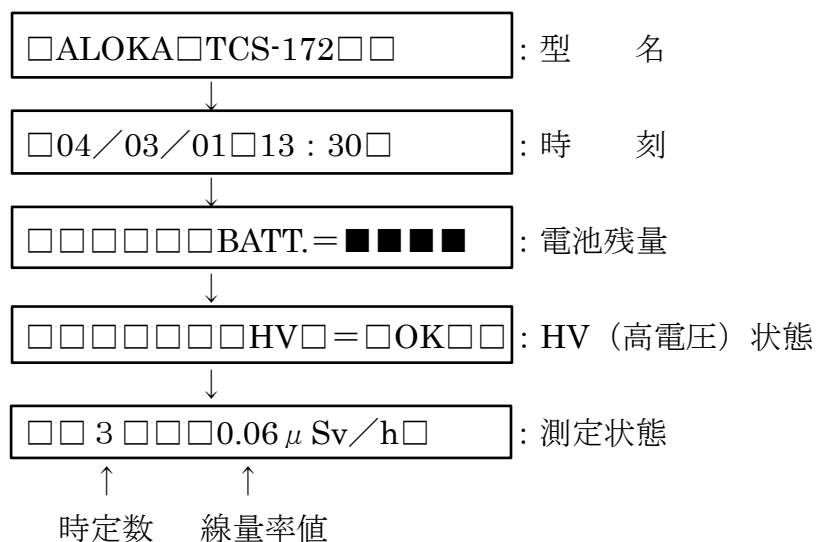 □ALOKA□TCS-172□□ : 型　名
↓
□04／03／01□13：30□ : 時　刻
↓
□□□□□□BATT.＝■■■■ : 電池残量
↓
□□□□□□□HV□＝□OK□□ : HV（高電圧）状態
↓
□□３□□□0.06μSv／h□ : 測定状態
↑ ↑
時定数 線量率値